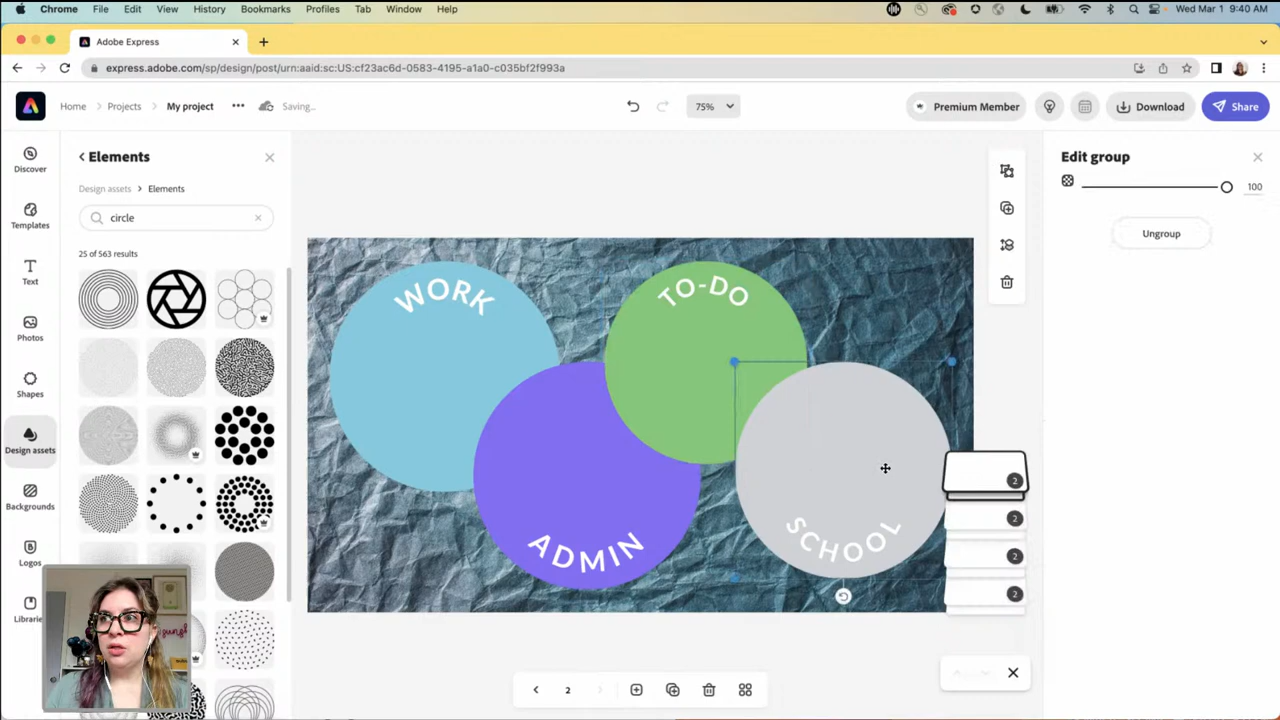 Chrome File Edit View History Bookmarks Profiles Tab Window Help
Wed Mar 1 9:40 AM
Adobe Express
express.adobe.com/sp/design/post/urn:aaid:sc:US:cf23ac6d-0583-4195-a1a0-c035bf2f993a
Home Projects My project Saving...
75%
Premium Member
Download
Share
Discover
Templates
Text
Photos
Shapes
Design assets
Backgrounds
Logos
Elements
Design assets Elements
circle
25 of 563 results
WORK
TO-DO
ADMIN
SCHOOL
2
2
2
2
2
Edit group
100
Ungroup